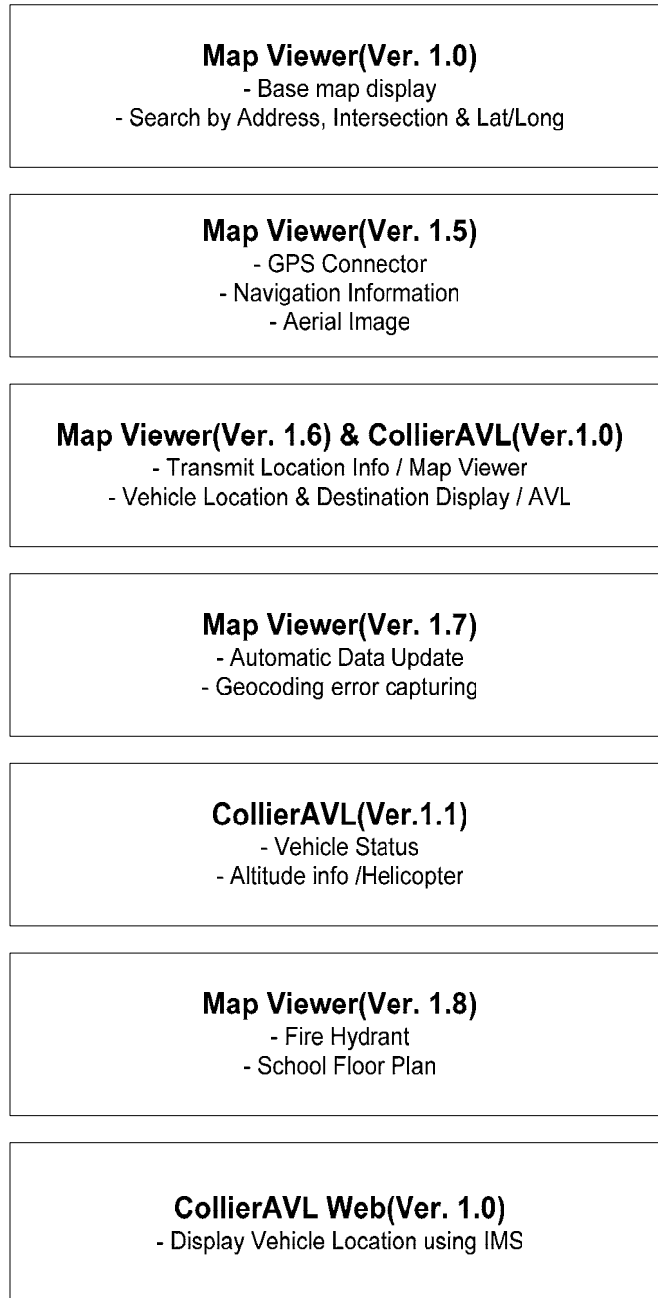 Map Viewer(Ver. 1.0)
- Base map display
- Search by Address, Intersection & Lat/Long
Map Viewer(Ver. 1.5)
- GPS Connector
- Navigation Information
- Aerial Image
Map Viewer(Ver. 1.6) & CollierAVL(Ver.1.0)
- Transmit Location Info / Map Viewer
- Vehicle Location & Destination Display / AVL
Map Viewer(Ver. 1.7)
- Automatic Data Update
- Geocoding error capturing
CollierAVL(Ver.1.1)
- Vehicle Status
- Altitude info /Helicopter
Map Viewer(Ver. 1.8)
- Fire Hydrant
- School Floor Plan
CollierAVL Web(Ver. 1.0)
- Display Vehicle Location using IMS